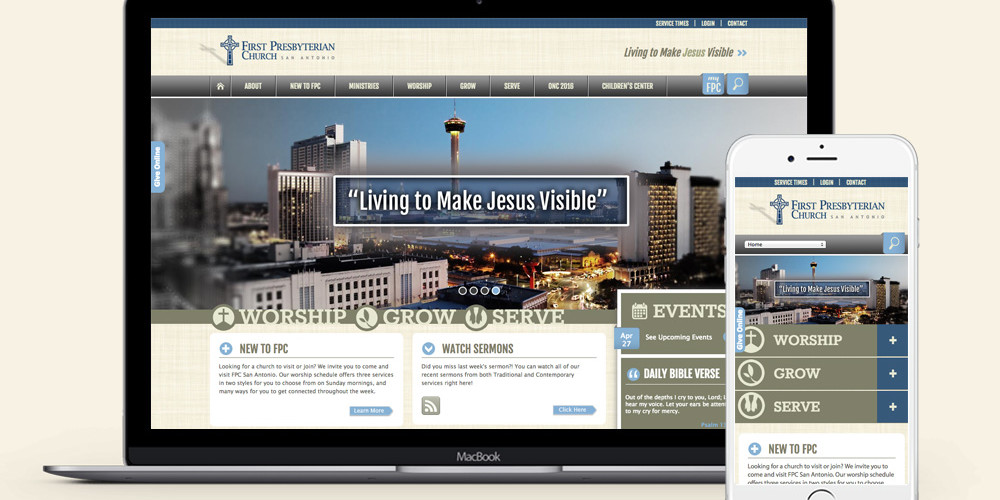 SERVICE TIMES | LOGIN | CONTACT
FIRST PRESBYTERIAN
CHURCH SAN ANTONIO
Living to Make Jesus Visible »
ABOUT NEW TO FPC MINISTRIES WORSHIP GROW SERVE ONC 2016 CHILDREN'S CENTER
my
FPC
Give Online
“Living to Make Jesus Visible”
WORSHIP GROW SERVE
NEW TO FPC
Looking for a church to visit or join? We invite you to come and
visit FPC San Antonio. Our worship schedule offers three services
in two styles for you to choose from on Sunday mornings, and
many ways for you to get connected throughout the week.
Learn More
WATCH SERMONS
Did you miss last week's sermon?! You can watch all of our
recent sermons from both Traditional and Contemporary
services right here!
Click Here
EVENTS
Apr
27
See Upcoming Events
DAILY BIBLE VERSE
Out of the depths I cry to you, Lord;
hear my voice. Let your ears be
to my cry for mercy.
Psalm
MacBook
SERVICE TIMES | LOGIN | CONTACT
FIRST PRESBYTERIAN
CHURCH SAN ANTONIO
Home
“Living to Make Jesus Visible”
Give Online
WORSHIP +
GROW +
SERVE +
NEW TO FPC
Looking for a church to visit or join? We invite you to
come and visit FPC San Antonio. Our worship schedule
offers three services in two styles for you to choose